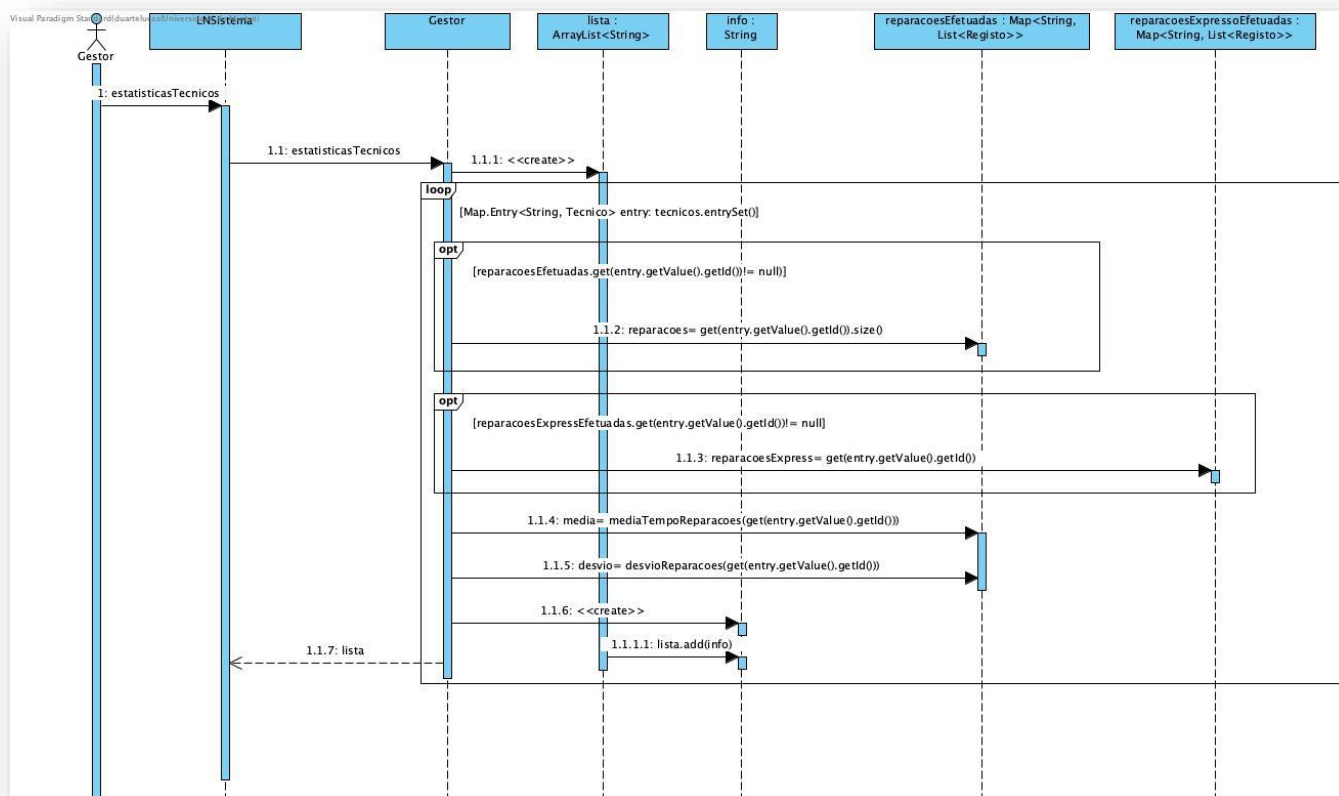 Visual Paradigm Standard(duartelucas(Universidade
LNSistema
Gestor
lista :
ArrayList<String>
info :
String
reparacoesEfetuadas : Map<String,
List<Registo>>
reparacoesExpressoEfetuadas :
Map<String, List<Registo>>
Gestor
1: estatisticasTecnicos
1.1: estatisticasTecnicos
1.1.1: <<create>>
loop
[Map.Entry<String, Tecnico> entry: tecnicos.entrySet()]
opt
[reparacoesEfetuadas.get(entry.getValue().getId())!= null)]
1.1.2: reparacoes= get(entry.getValue().getId()).size()
opt
[reparacoesExpressEfetuadas.get(entry.getValue().getId())!= null]
1.1.3: reparacoesExpress= get(entry.getValue().getId())
1.1.4: media= mediaTempoReparacoes(get(entry.getValue().getId()))
1.1.5: desvio= desvioReparacoes(get(entry.getValue().getId()))
1.1.6: <<create>>
1.1.1.1: lista.add(info)
1.1.7: lista